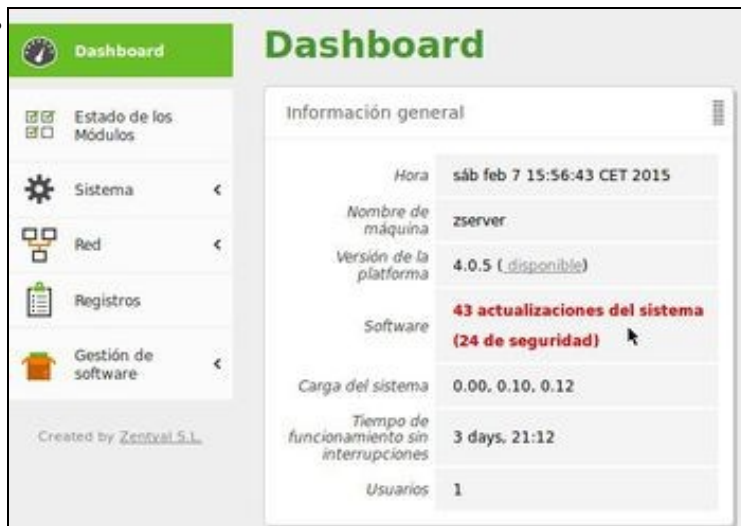 Dashboard
Estado de los
Módulos
Sistema
Red
Registros
Gestión de
software
Created by Zentyal S.L.
Dashboard
Información general
Hora sáb feb 7 15:56:43 CET 2015
Nombre de
máquina zserver
Versión de la
platforma 4.0.5 ( disponible)
Software 43 actualizaciones del sistema
(24 de seguridad)
Carga del sistema 0.00, 0.10, 0.12
Tiempo de
funcionamiento sin
interrupciones 3 days, 21:12
Usuarios 1